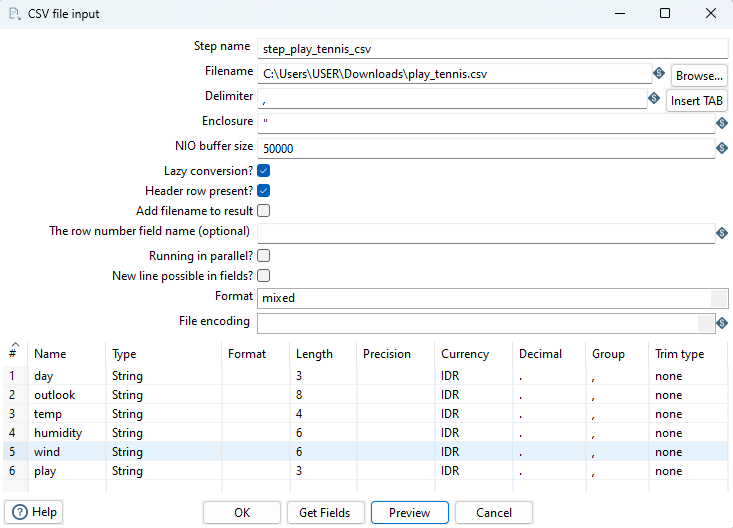 CSV file input
Step name step_play_tennis_csv
Filename C:\Users\USER\Downloads\play_tennis.csv S Browse...
Delimiter , S Insert TAB
Enclosure " S
NIO buffer size 50000 S
Lazy conversion?
Header row present?
Add filename to result
The row number field name (optional) S
Running in parallel?
New line possible in fields?
Format mixed
File encoding S
# Name Type Format Length Precision Currency Decimal Group Trim type
1 day String 3 IDR . , none
2 outlook String 8 IDR . , none
3 temp String 4 IDR . , none
4 humidity String 6 IDR . , none
5 wind String 6 IDR . , none
6 play String 3 IDR . , none
? Help OK Get Fields Preview Cancel